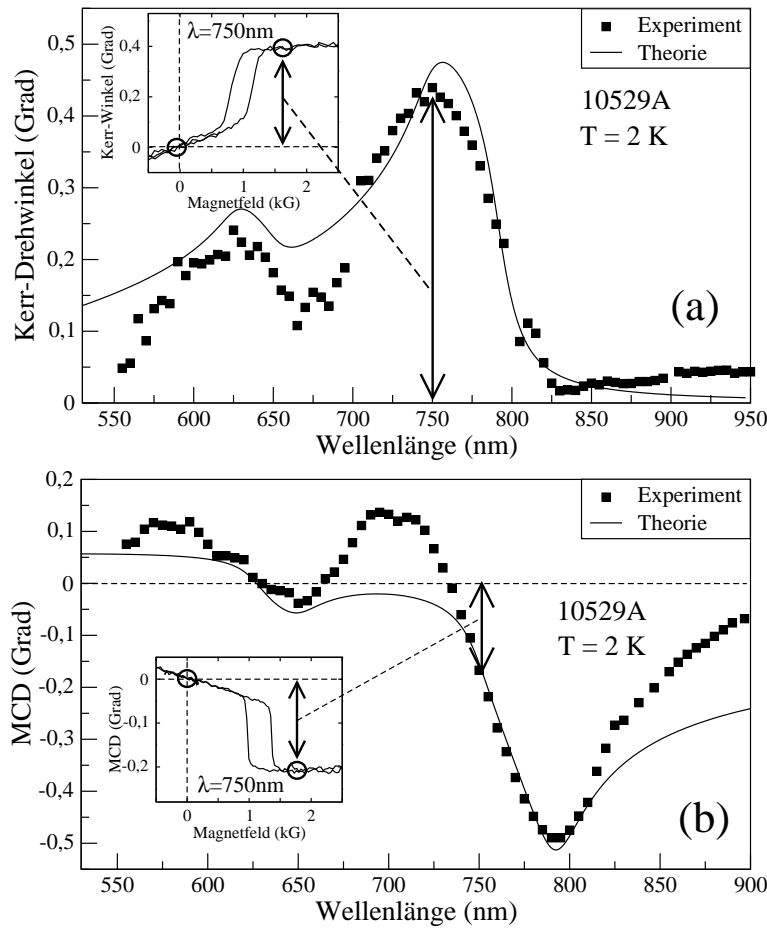 Kerr-Drehwinkel (Grad)
0,5
0,4
0,3
0,2
0,1
0
550 600 650 700 750 800 850 900 950
Wellenlänge (nm)
Experiment
Theorie
10529A
T = 2 K
(a)
λ=750nm
Kerr-Winkel (Grad)
0,4
0,2
0
0 1 2
Magnetfeld (kG)
MCD (Grad)
0,2
0,1
0
-0,1
-0,2
-0,3
-0,4
-0,5
550 600 650 700 750 800 850 900
Wellenlänge (nm)
Experiment
Theorie
10529A
T = 2 K
(b)
MCD (Grad)
0
-0,1
-0,2
λ=750nm
0 1 2
Magnetfeld (kG)